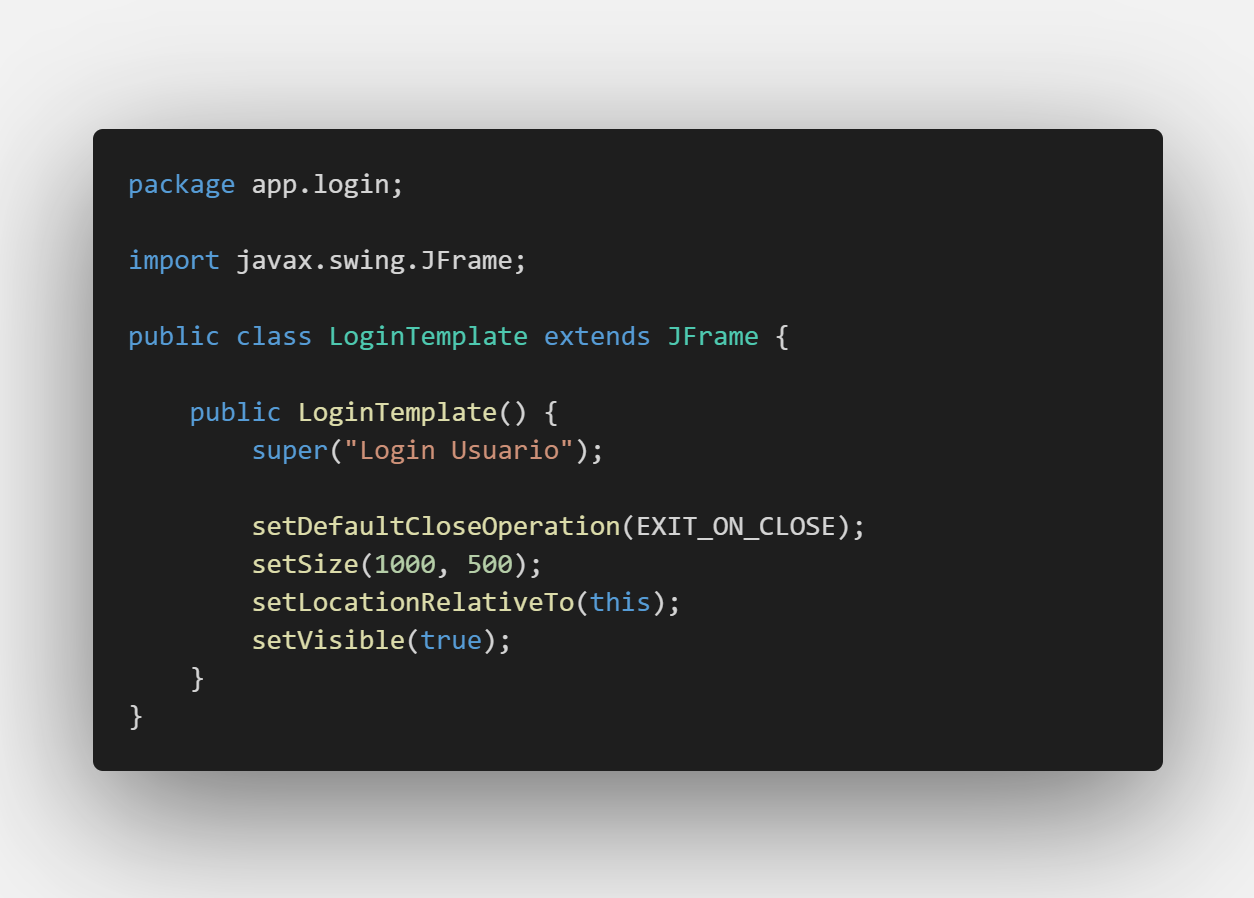 package app.login;
import javax.swing.JFrame;
public class LoginTemplate extends JFrame {
    public LoginTemplate() {
        super("Login Usuario");
        setDefaultCloseOperation(EXIT_ON_CLOSE);
        setSize(1000, 500);
        setLocationRelativeTo(this);
        setVisible(true);
    }
}